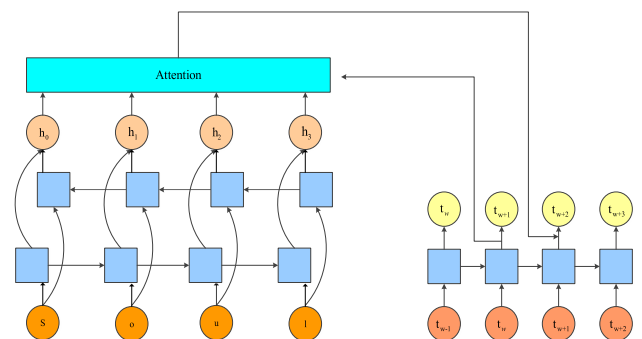 Attention
h0 h1 h2 h3
tw tw+1 tw+2 tw+3
S o u l
tw-1 tw tw+1 tw+2